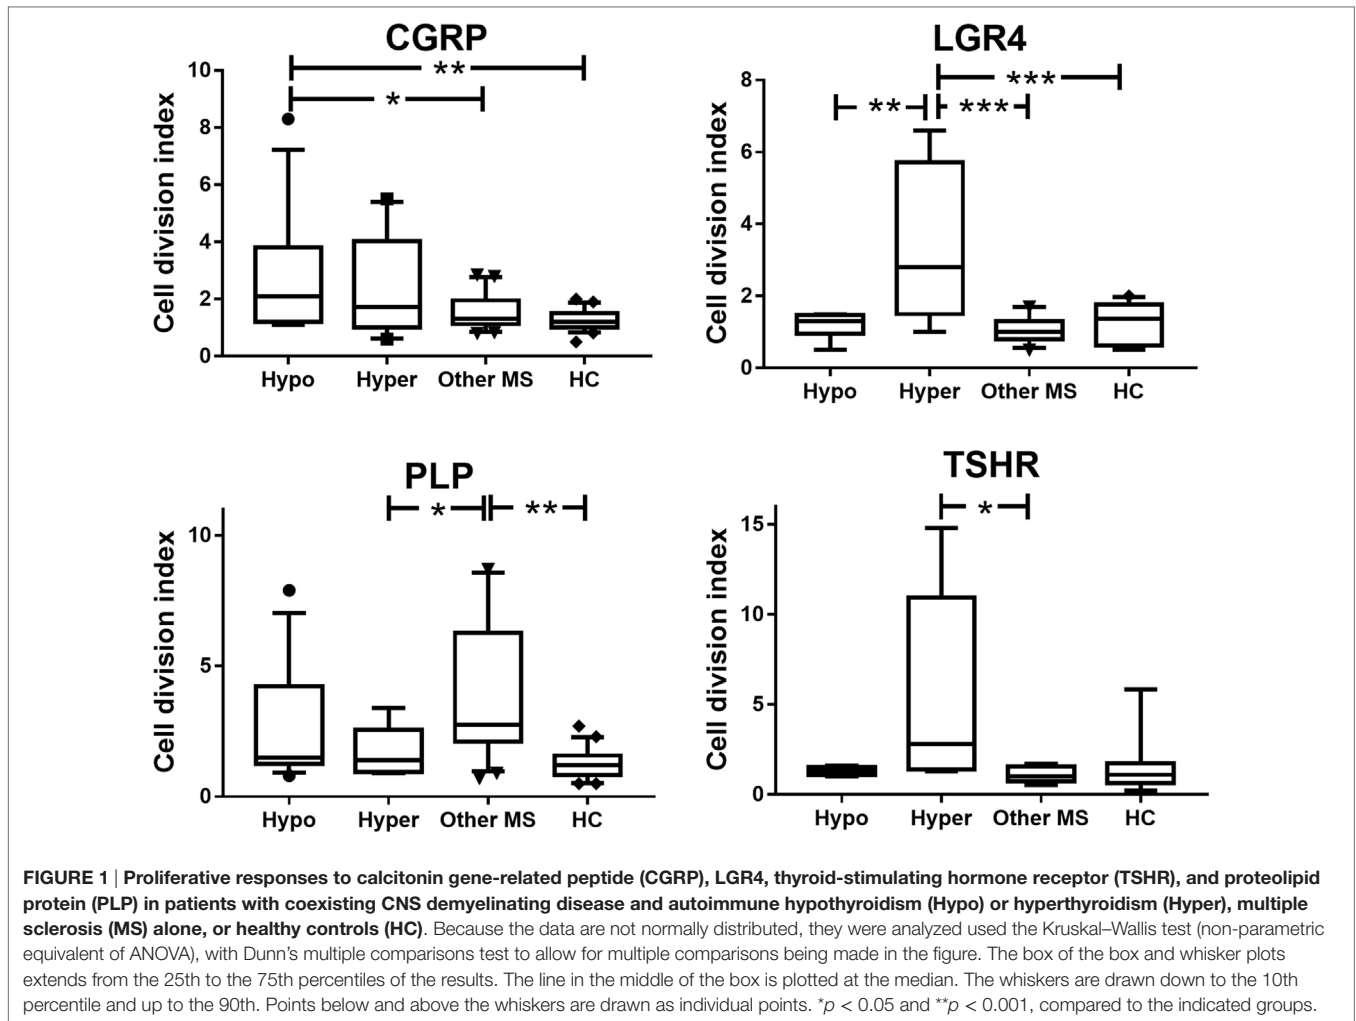 CGRP
10
8
6
4
2
0
Cell division index
**
*
Hypo Hyper Other MS HC
LGR4
8
6
4
2
0
Cell division index
***
** ***
Hypo Hyper Other MS HC
PLP
10
5
0
Cell division index
* **
Hypo Hyper Other MS HC
TSHR
15
10
5
0
Cell division index
*
Hypo Hyper Other MS HC
FIGURE 1 | Proliferative responses to calcitonin gene-related peptide (CGRP), LGR4, thyroid-stimulating hormone receptor (TSHR), and proteolipid
protein (PLP) in patients with coexisting CNS demyelinating disease and autoimmune hypothyroidism (Hypo) or hyperthyroidism (Hyper), multiple
sclerosis (MS) alone, or healthy controls (HC). Because the data are not normally distributed, they were analyzed used the Kruskal–Wallis test (non-parametric
equivalent of ANOVA), with Dunn’s multiple comparisons test to allow for multiple comparisons being made in the figure. The box of the box and whisker plots
extends from the 25th to the 75th percentiles of the results. The line in the middle of the box is plotted at the median. The whiskers are drawn down to the 10th
percentile and up to the 90th. Points below and above the whiskers are drawn as individual points. *p < 0.05 and **p < 0.001, compared to the indicated groups.